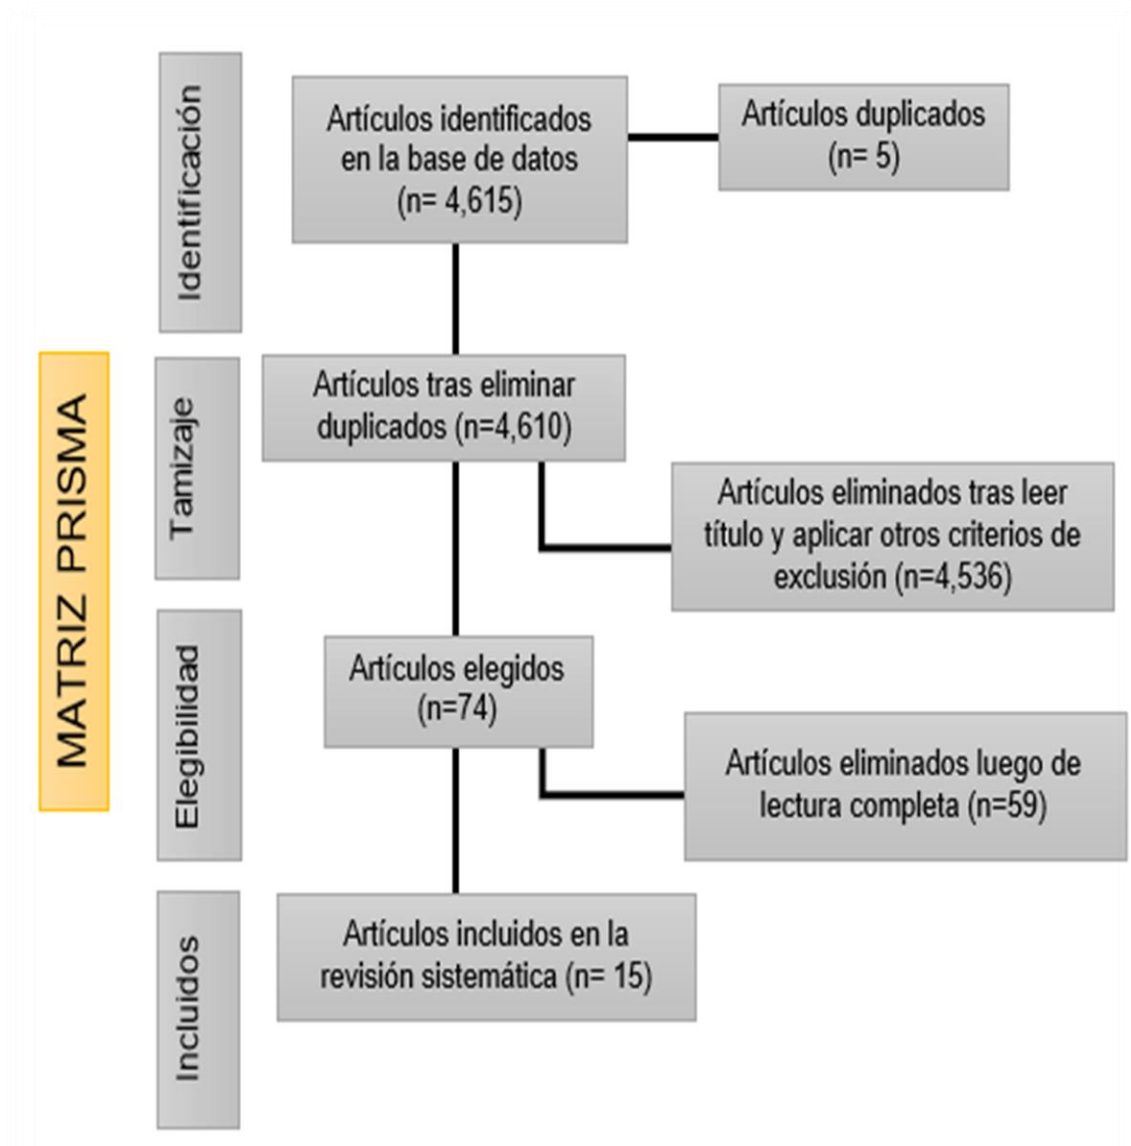 MATRIZ PRISMA
Identificación
Artículos identificados
en la base de datos
(n= 4,615)
Artículos duplicados
(n= 5)
Tamizaje
Artículos tras eliminar
duplicados (n=4,610)
Artículos eliminados tras leer
título y aplicar otros criterios de
exclusión (n=4,536)
Elegibilidad
Artículos elegidos
(n=74)
Artículos eliminados luego de
lectura completa (n=59)
Incluidos
Artículos incluidos en la
revisión sistemática (n= 15)